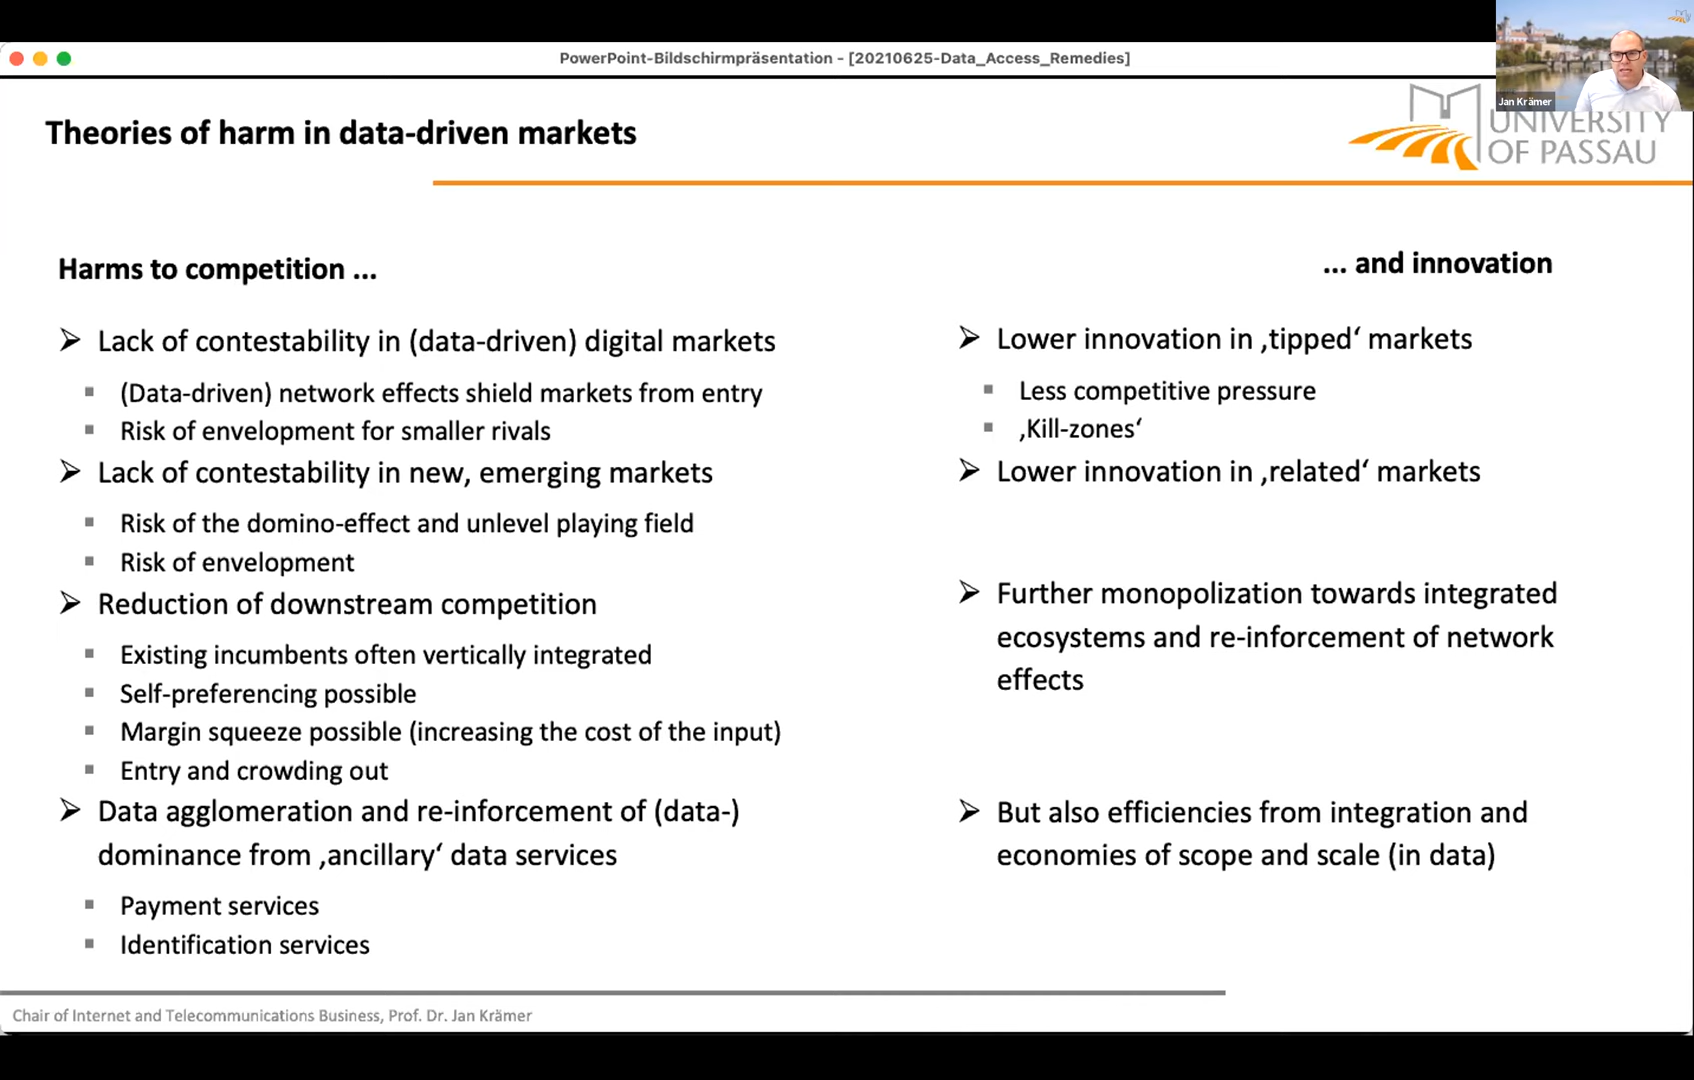 PowerPoint-Bildschirmpräsentation - [20210625-Data_Access_Remedies]
Jan Krämer
UNIVERSITY
OF PASSAU
Theories of harm in data-driven markets
Harms to competition ...
Lack of contestability in (data-driven) digital markets
(Data-driven) network effects shield markets from entry
Risk of envelopment for smaller rivals
Lack of contestability in new, emerging markets
Risk of the domino-effect and unlevel playing field
Risk of envelopment
Reduction of downstream competition
Existing incumbents often vertically integrated
Self-preferencing possible
Margin squeeze possible (increasing the cost of the input)
Entry and crowding out
Data agglomeration and re-inforcement of (data-)
dominance from ‚ancillary‘ data services
Payment services
Identification services
... and innovation
Lower innovation in ‚tipped‘ markets
Less competitive pressure
‚Kill-zones‘
Lower innovation in ‚related‘ markets
Further monopolization towards integrated
ecosystems and re-inforcement of network
effects
But also efficiencies from integration and
economies of scope and scale (in data)
Chair of Internet and Telecommunications Business, Prof. Dr. Jan Krämer